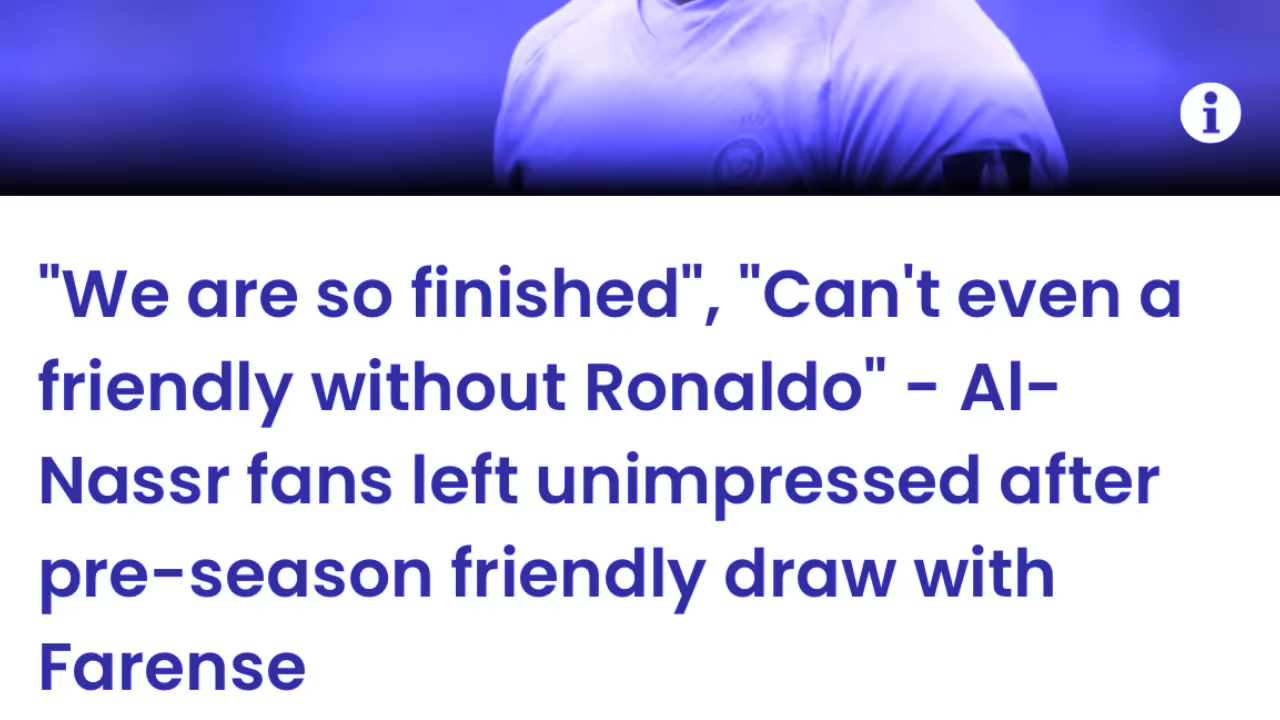 "We are so finished", "Can't even a
friendly without Ronaldo" - Al-
Nassr fans left unimpressed after
pre-season friendly draw with
Farense